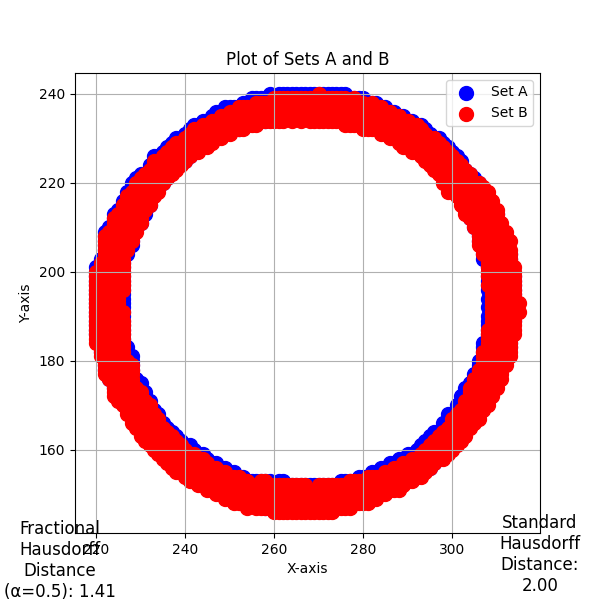 Plot of Sets A and B
Set A
Set B
240
220
200
180
160
Y-axis
220
240
260
280
300
X-axis
Fractional
Hausdorff
Distance
(α=0.5): 1.41
Standard
Hausdorff
Distance:
2.00